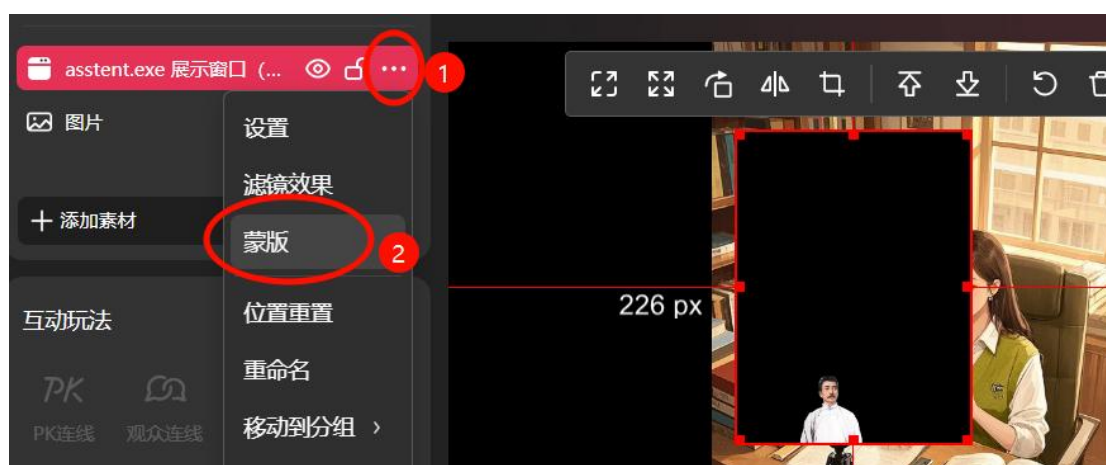 asstent.exe 展示窗口（...
1
图片
设置
滤镜效果
添加素材
蒙版
2
互动玩法
位置重置
226 px
重命名
PK
PK连线
观众连线
移动到分组